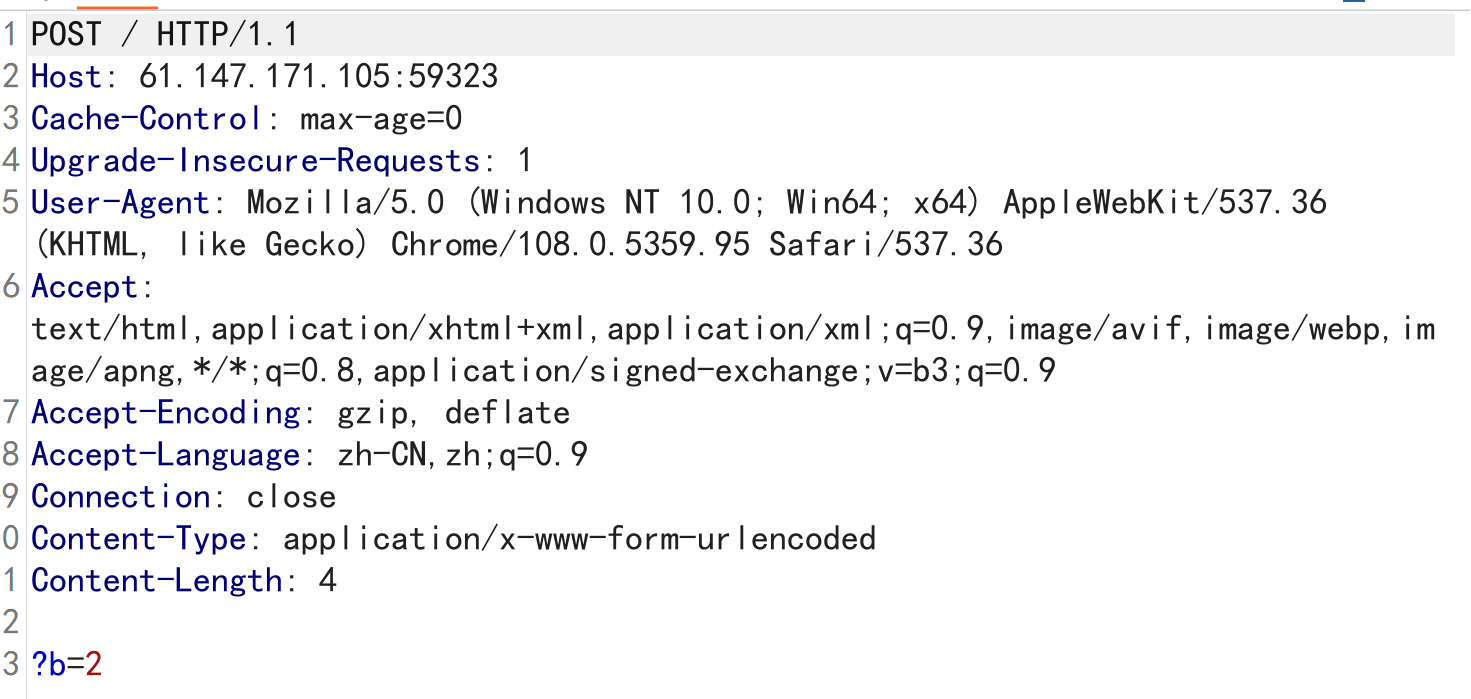 1 POST / HTTP/1.1
2 Host: 61.147.171.105:59323
3 Cache-Control: max-age=0
4 Upgrade-Insecure-Requests: 1
5 User-Agent: Mozilla/5.0 (Windows NT 10.0; Win64; x64) AppleWebKit/537.36
(KHTML, like Gecko) Chrome/108.0.5359.95 Safari/537.36
6 Accept:
text/html,application/xhtml+xml,application/xml;q=0.9,image/avif,image/webp,im
age/apng,*/*;q=0.8,application/signed-exchange;v=b3;q=0.9
7 Accept-Encoding: gzip, deflate
8 Accept-Language: zh-CN,zh;q=0.9
9 Connection: close
0 Content-Type: application/x-www-form-urlencoded
1 Content-Length: 4
2
3 ?b=2